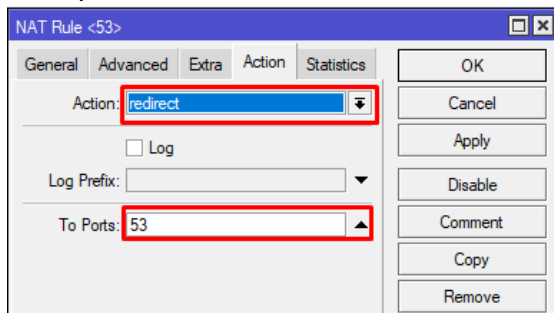 NAT Rule <53>
General Advanced Extra Action Statistics
Action: redirect
Log
Log Prefix:
To Ports: 53
OK
Cancel
Apply
Disable
Comment
Copy
Remove